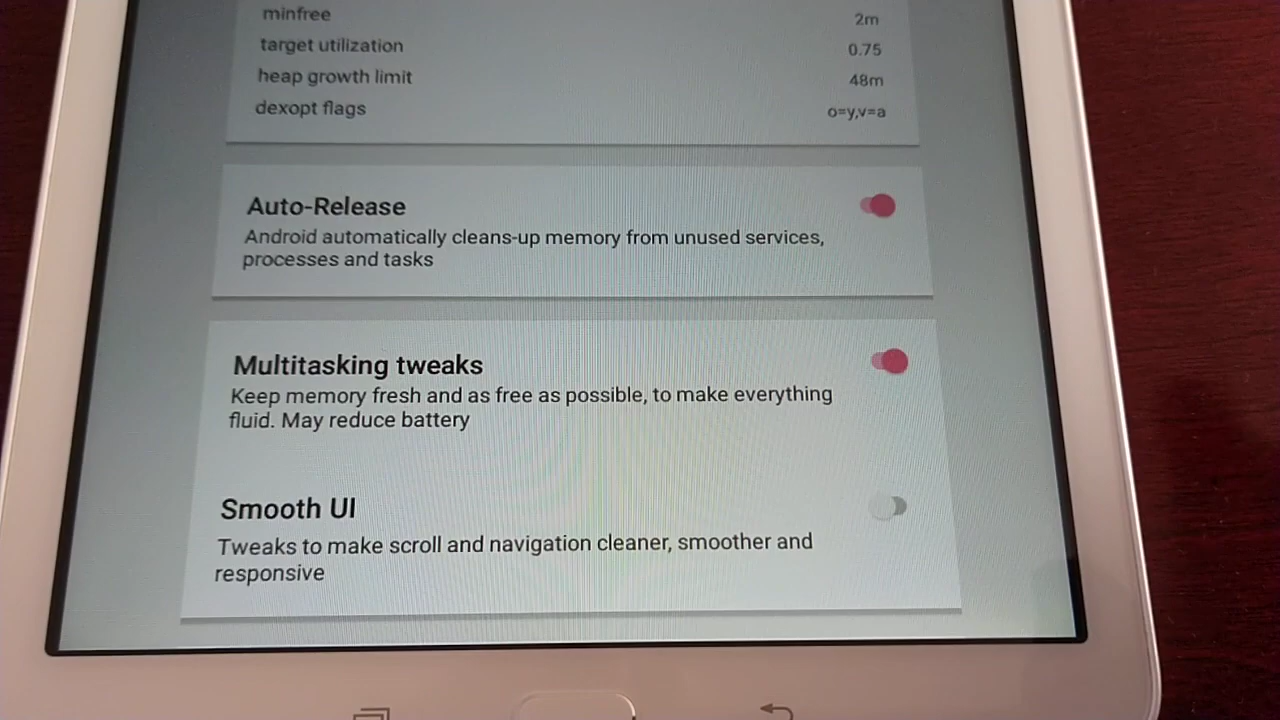 minfree 2m
target utilization 0.75
heap growth limit 48m
dexopt flags o=y,v=a
Auto-Release
Android automatically cleans-up memory from unused services,
processes and tasks
Multitasking tweaks
Keep memory fresh and as free as possible, to make everything
fluid. May reduce battery
Smooth UI
Tweaks to make scroll and navigation cleaner, smoother and
responsive